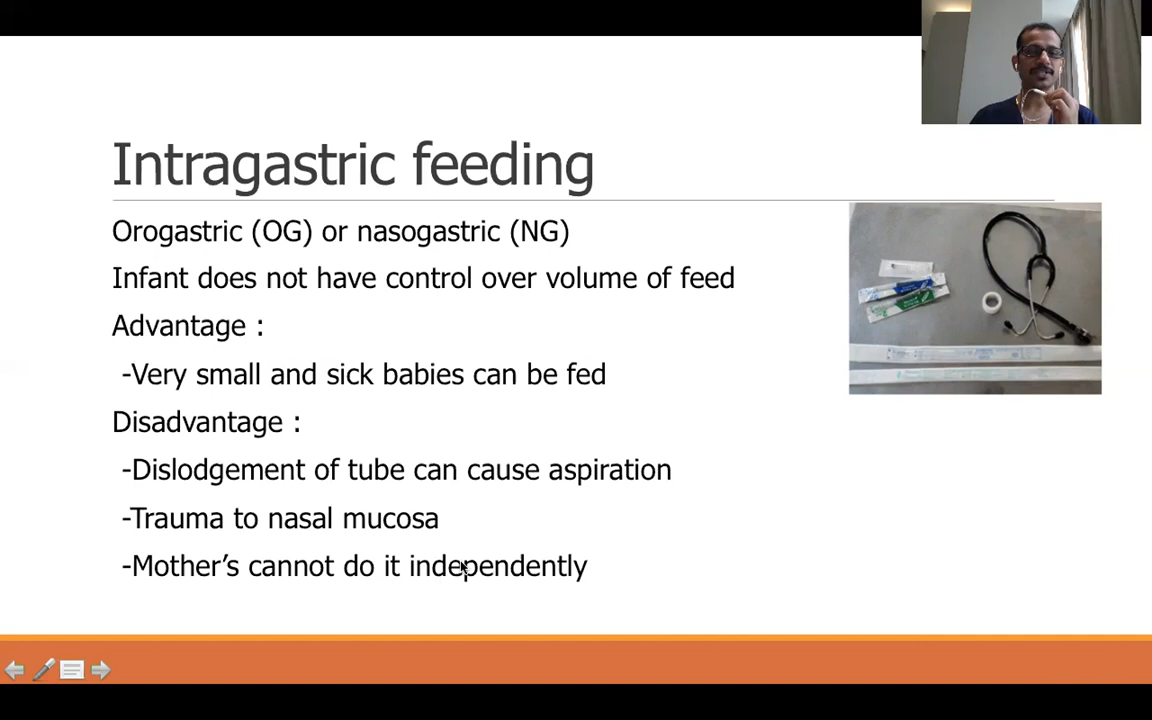 Intragastric feeding
Orogastric (OG) or nasogastric (NG)
Infant does not have control over volume of feed
Advantage :
-Very small and sick babies can be fed
Disadvantage :
-Dislodgement of tube can cause aspiration
-Trauma to nasal mucosa
-Mother’s cannot do it independently